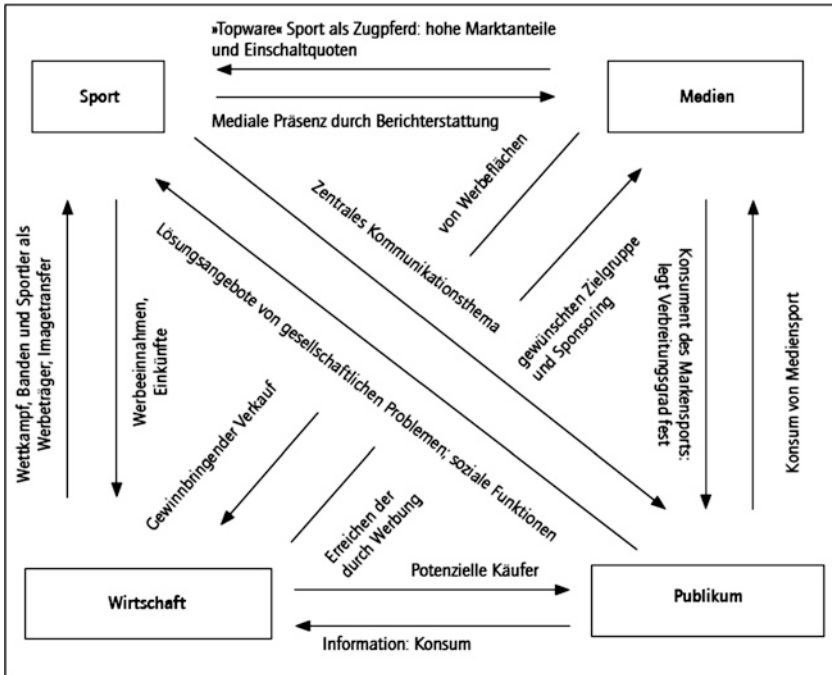 »Topware« Sport als Zugpferd: hohe Marktanteile
und Einschaltquoten
Sport
Medien
Mediale Präsenz durch Berichterstattung
von Werbeflächen
Zentrales Kommunikationsthema
gewünschten Zielgruppe
und Sponsoring
Konsument des Markensports:
legt Verbreitungsgrad fest
Konsum von Mediensport
Wettkampf, Banden und Sportler als
Werbeträger, Imagetransfer
Werbeeinnahmen,
Einkünfte
Lösungsangebote von gesellschaftlichen Problemen; soziale Funktionen
Gewinnbringender Verkauf
Erreichen der
durch Werbung
Wirtschaft
Potenzielle Käufer
Publikum
Information: Konsum